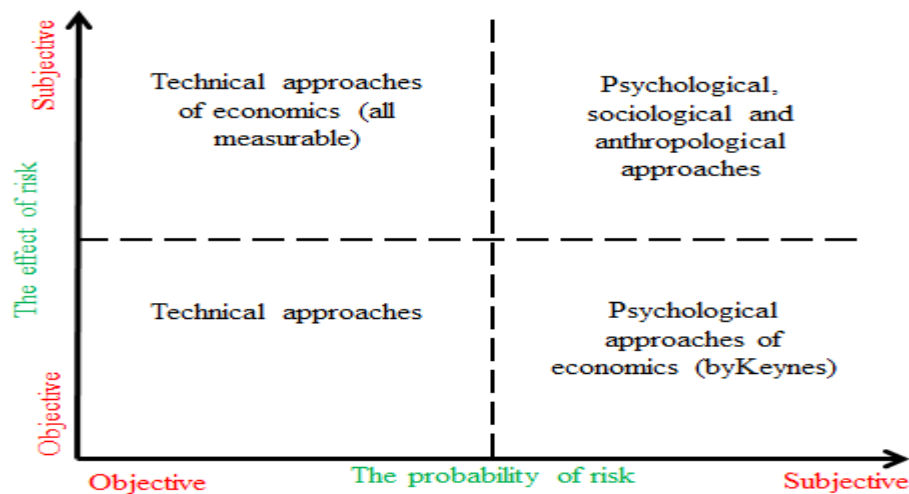 Subjective
The effect of risk
Objective
Technical approaches
of economics (all
measurable)
Psychological,
sociological and
anthropological
approaches
Technical approaches
Psychological
approaches of
economics (byKeynes)
Objective
The probability of risk
Subjective